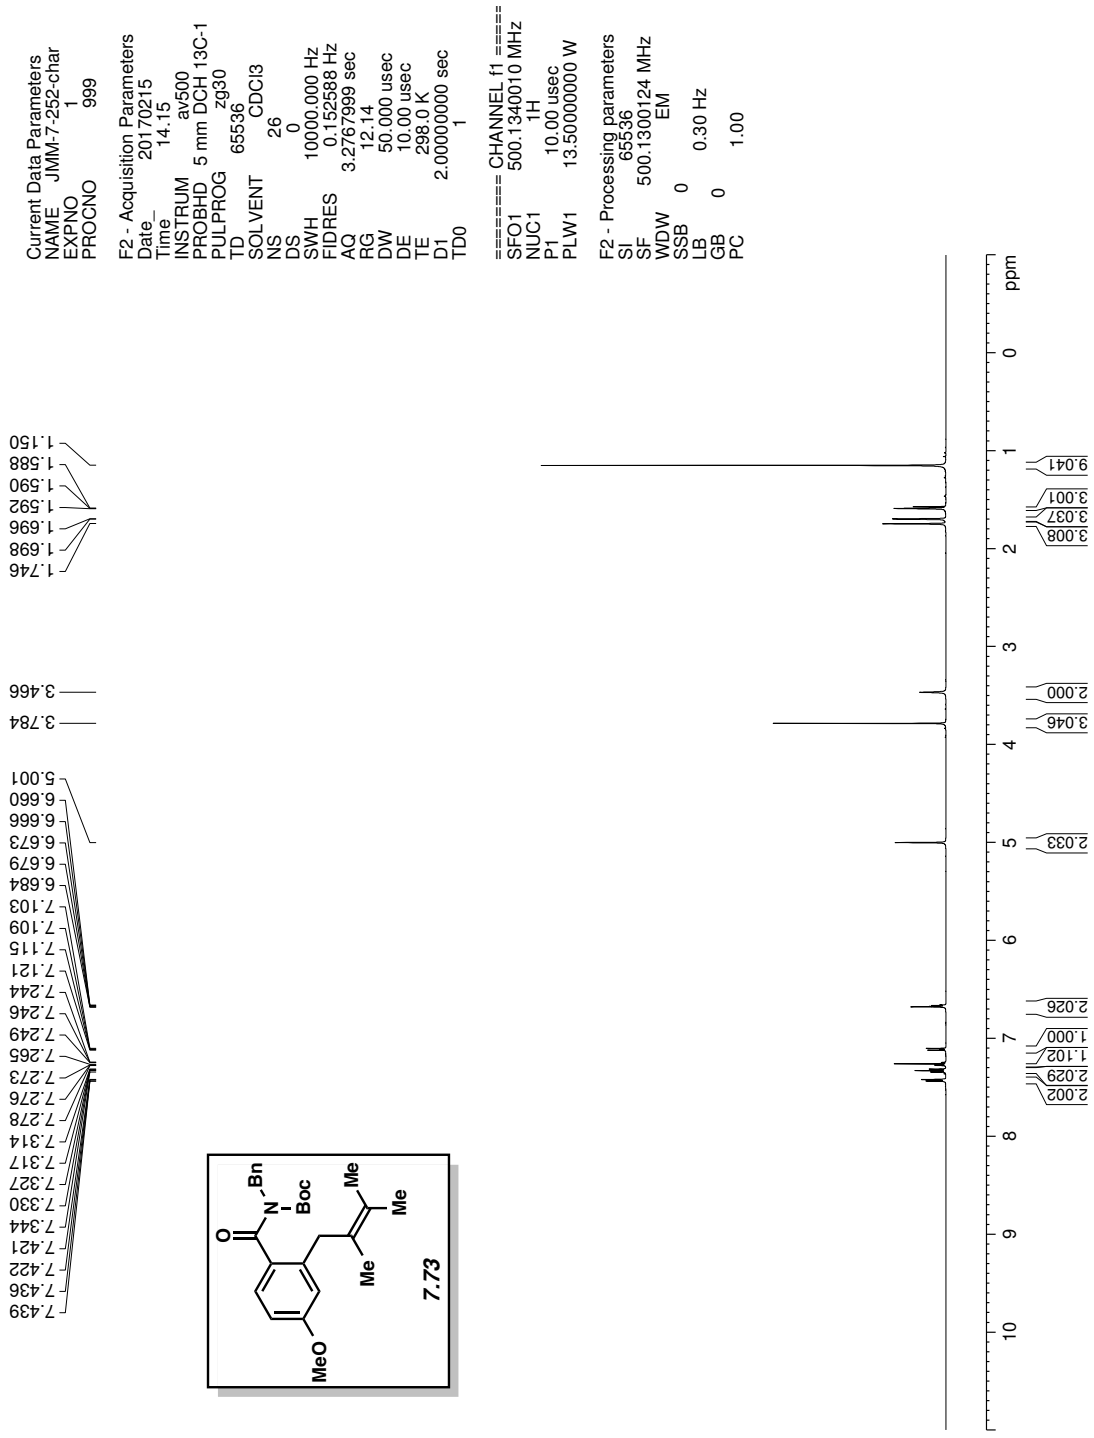 Current Data Parameters
NAME JMM-7-252-char
EXPNO 1
PROCNO 999
F2 - Acquisition Parameters
Date_ 20170215
Time 14.15
INSTRUM av500
PROBHD 5 mm DCH 13C-1
PULPROG zg30
TD 65536
SOLVENT CDCl3
NS 26
DS 0
SWH 10000.000 Hz
FIDRES 0.152588 Hz
AQ 3.2767999 sec
RG 12.14
DW 50.000 usec
DE 10.00 usec
TE 298.0 K
D1 2.00000000 sec
TD0 1
======== CHANNEL f1 ========
SFO1 500.1340010 MHz
NUC1 1H
P1 10.00 usec
PLW1 13.50000000 W
F2 - Processing parameters
SI 65536
SF 500.1300124 MHz
WDW EM
SSB 0
LB 0.30 Hz
GB 0
PC 1.00
7.439
7.436
7.422
7.421
7.344
7.330
7.327
7.317
7.314
7.278
7.276
7.273
7.265
7.249
7.246
7.244
7.121
7.115
7.109
7.103
6.684
6.679
6.673
6.666
6.660
5.001
3.784
3.466
1.746
1.698
1.696
1.592
1.590
1.588
1.150
O
Bn
N
Boc
MeO
Me
Me
Me
7.73
10 9 8 7 6 5 4 3 2 1 0 ppm
2.002
2.029
1.102
1.000
2.026
2.033
3.046
2.000
3.008
3.037
3.001
9.041